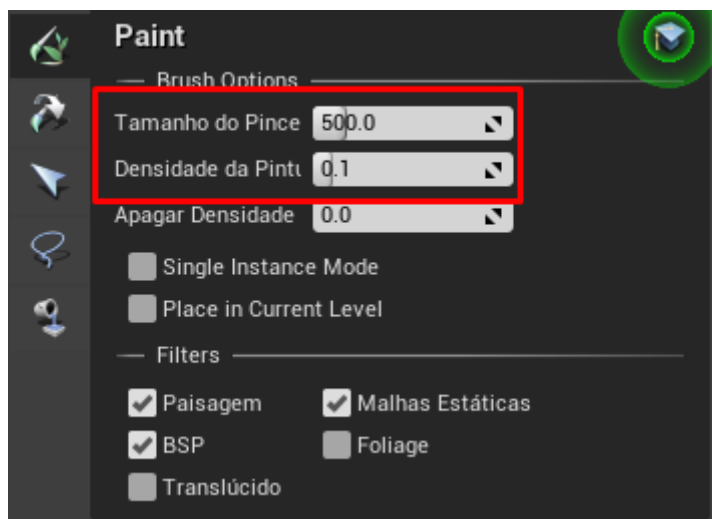 Paint
Brush Options
Tamanho do Pince 500.0
Densidade da Pintu 0.1
Apagar Densidade 0.0
Single Instance Mode
Place in Current Level
Filters
Paisagem Malhas Estáticas
BSP Foliage
Translúcido